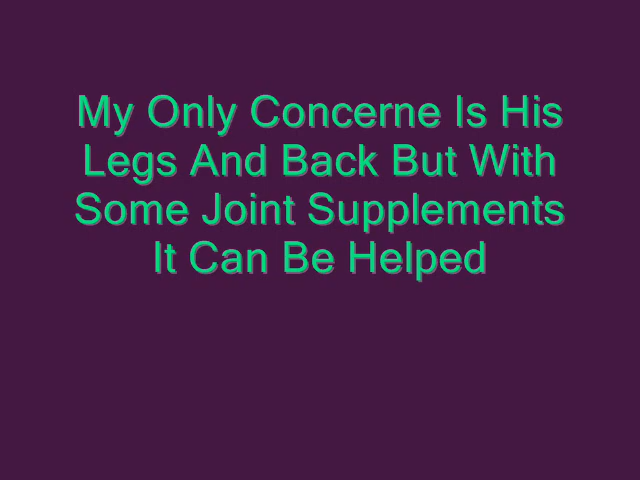 My Only Concerne Is His
Legs And Back But With
Some Joint Supplements
It Can Be Helped